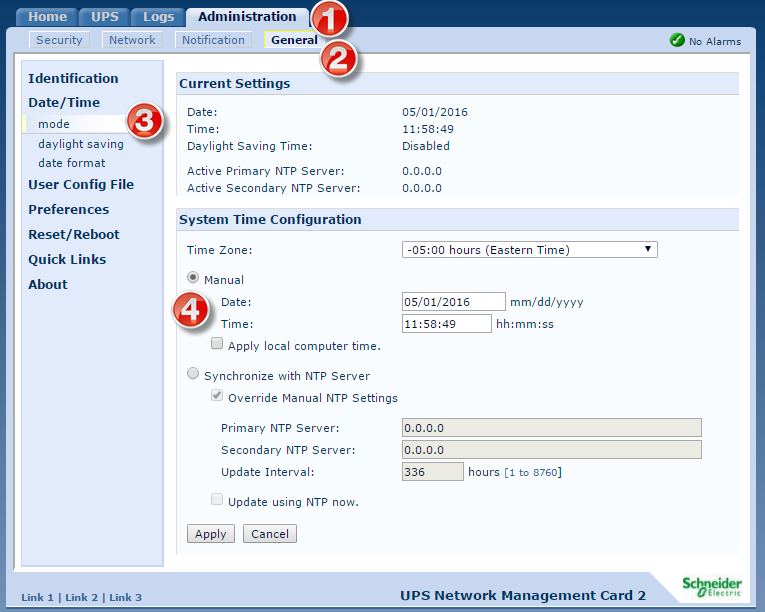 Home UPS Logs Administration 1
Security Network Notification General 2 No Alarms
Identification
Date/Time
mode 3
daylight saving
date format
User Config File
Preferences
Reset/Reboot
Quick Links
About
Current Settings
Date: 05/01/2016
Time: 11:58:49
Daylight Saving Time: Disabled
Active Primary NTP Server: 0.0.0.0
Active Secondary NTP Server: 0.0.0.0
System Time Configuration
Time Zone: -05:00 hours (Eastern Time)
Manual
4 Date: 05/01/2016 mm/dd/yyyy
Time: 11:58:49 hh:mm:ss
Apply local computer time.
Synchronize with NTP Server
Override Manual NTP Settings
Primary NTP Server: 0.0.0.0
Secondary NTP Server: 0.0.0.0
Update Interval: 336 hours [1 to 8760]
Update using NTP now.
Apply Cancel
Link 1 | Link 2 | Link 3
UPS Network Management Card 2
Schneider
Electric